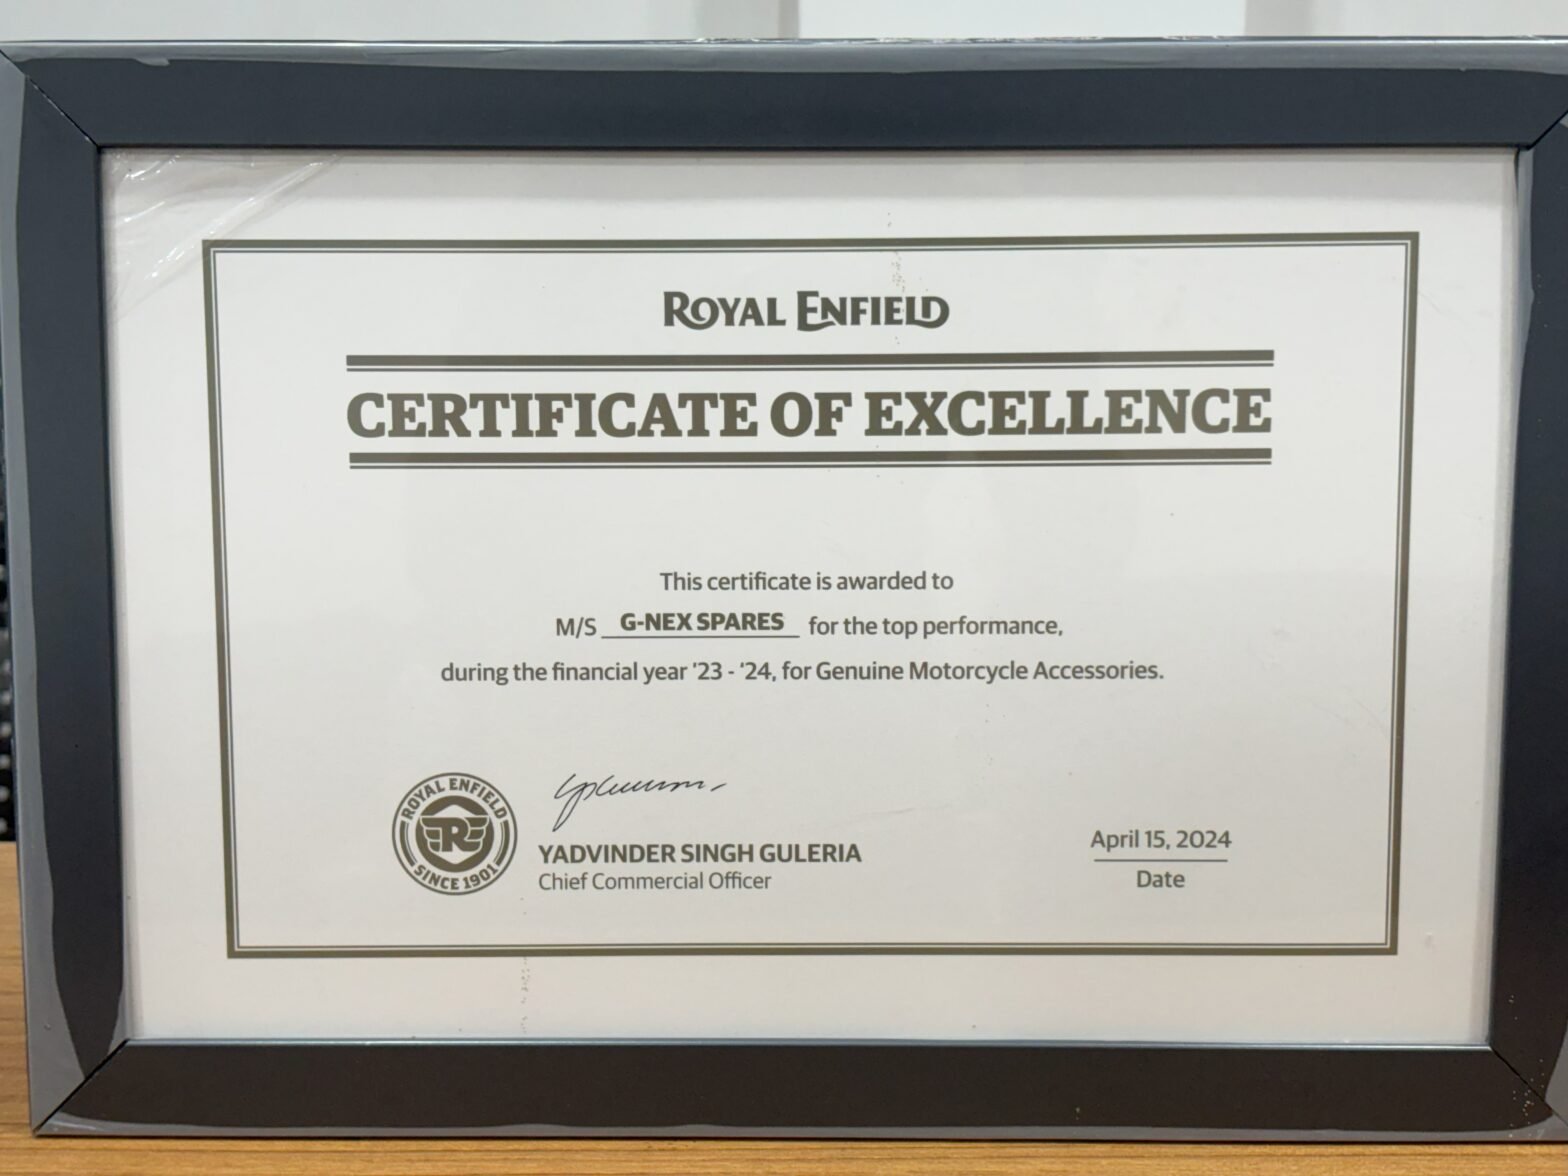 ROYAL ENFIELD
CERTIFICATE OF EXCELLENCE
This certificate is awarded to
M/S G-NEX SPARES for the top performance,
during the financial year '23 - '24, for Genuine Motorcycle Accessories.
ROYAL ENFIELD
R
SINCE 1901
YADVINDER SINGH GULERIA
Chief Commercial Officer
April 15, 2024
Date